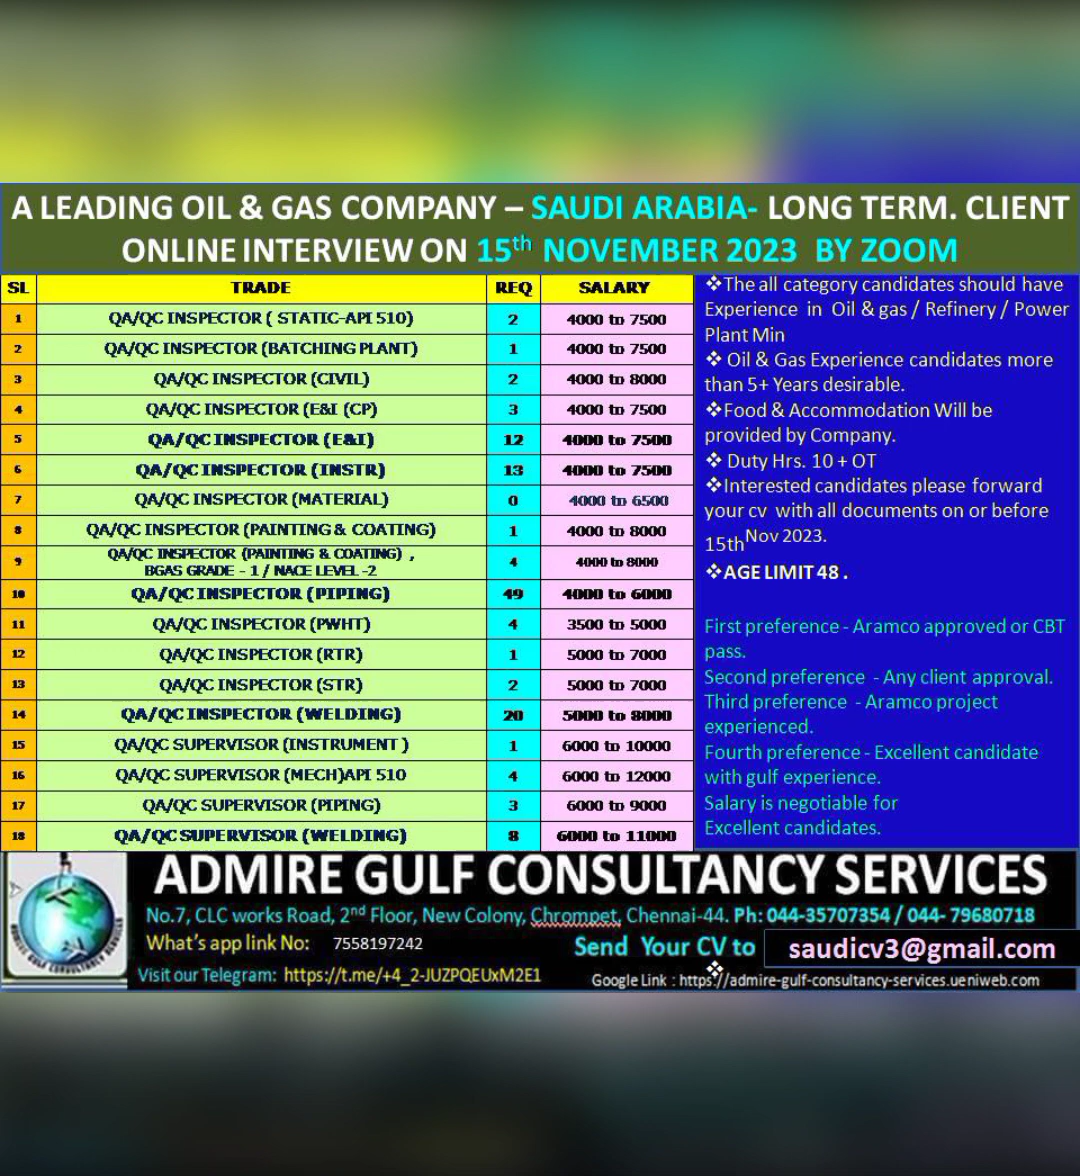 A LEADING OIL & GAS COMPANY – SAUDI ARABIA- LONG TERM. CLIENT
ONLINE INTERVIEW ON 15th NOVEMBER 2023 BY ZOOM
SL TRADE REQ SALARY
1 QA/QC INSPECTOR ( STATIC-API 510) 2 4000 to 7500
2 QA/QC INSPECTOR (BATCHING PLANT) 1 4000 to 7500
3 QA/QC INSPECTOR (CIVIL) 2 4000 to 8000
4 QA/QC INSPECTOR (E&I (CP) 3 4000 to 7500
5 QA/QC INSPECTOR (E&I) 12 4000 to 7500
6 QA/QC INSPECTOR (INSTR) 13 4000 to 7500
7 QA/QC INSPECTOR (MATERIAL) 0 4000 to 6500
8 QA/QC INSPECTOR (PAINTING & COATING) 1 4000 to 8000
9 QA/QC INSPECTOR (PAINTING & COATING) , 4 4000 to 8000
BGAS GRADE - 1 / NACE LEVEL -2
10 QA/QC INSPECTOR (PIPING) 49 4000 to 6000
11 QA/QC INSPECTOR (PWHT) 4 3500 to 5000
12 QA/QC INSPECTOR (RTR) 1 5000 to 7000
13 QA/QC INSPECTOR (STR) 2 5000 to 7000
14 QA/QC INSPECTOR (WELDING) 20 5000 to 8000
15 QA/QC SUPERVISOR (INSTRUMENT ) 1 6000 to 10000
16 QA/QC SUPERVISOR (MECH)API 510 4 6000 to 12000
17 QA/QC SUPERVISOR (PIPING) 3 6000 to 9000
18 QA/QC SUPERVISOR (WELDING) 8 6000 to 11000
❖The all category candidates should have
Experience in Oil & gas / Refinery / Power
Plant Min
❖ Oil & Gas Experience candidates more
than 5+ Years desirable.
❖Food & Accommodation Will be
provided by Company.
❖ Duty Hrs. 10 + OT
❖Interested candidates please forward
your cv with all documents on or before
15th Nov 2023.
❖AGE LIMIT 48 .
First preference - Aramco approved or CBT
pass.
Second preference - Any client approval.
Third preference - Aramco project
experienced.
Fourth preference - Excellent candidate
with gulf experience.
Salary is negotiable for
Excellent candidates.
ADMIRE GULF CONSULTANCY SERVICES
No.7, CLC works Road, 2nd Floor, New Colony, Chrompet, Chennai-44. Ph: 044-35707354 / 044- 79680718
What's app link No: 7558197242
Send Your CV to saudicv3@gmail.com
Visit our Telegram: https://t.me/+4_2-JUZPQEUxM2E1
Google Link : https://admire-gulf-consultancy-services.ueniweb.com
ADMIRE GULF CONSULTANCY SERVICES